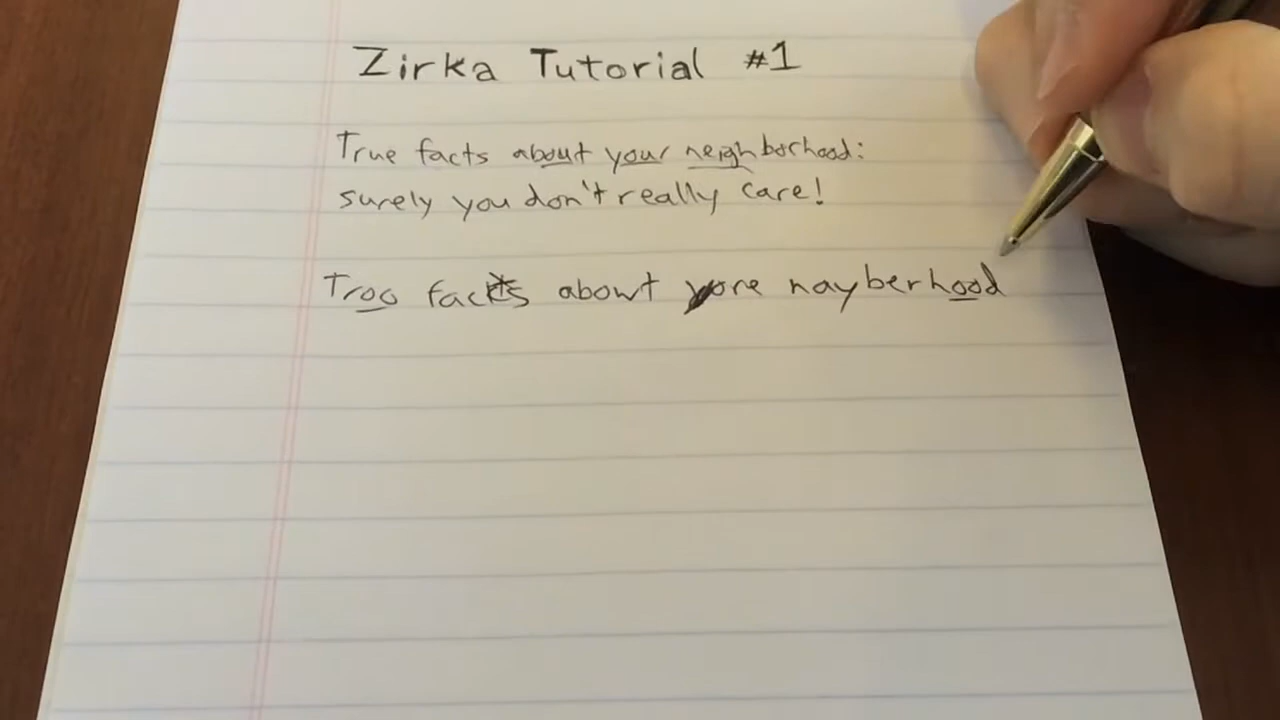 Zirka Tutorial #1
True facts about your neighborhood:
surely you don't really care!
Troo facts about yore nayberhood